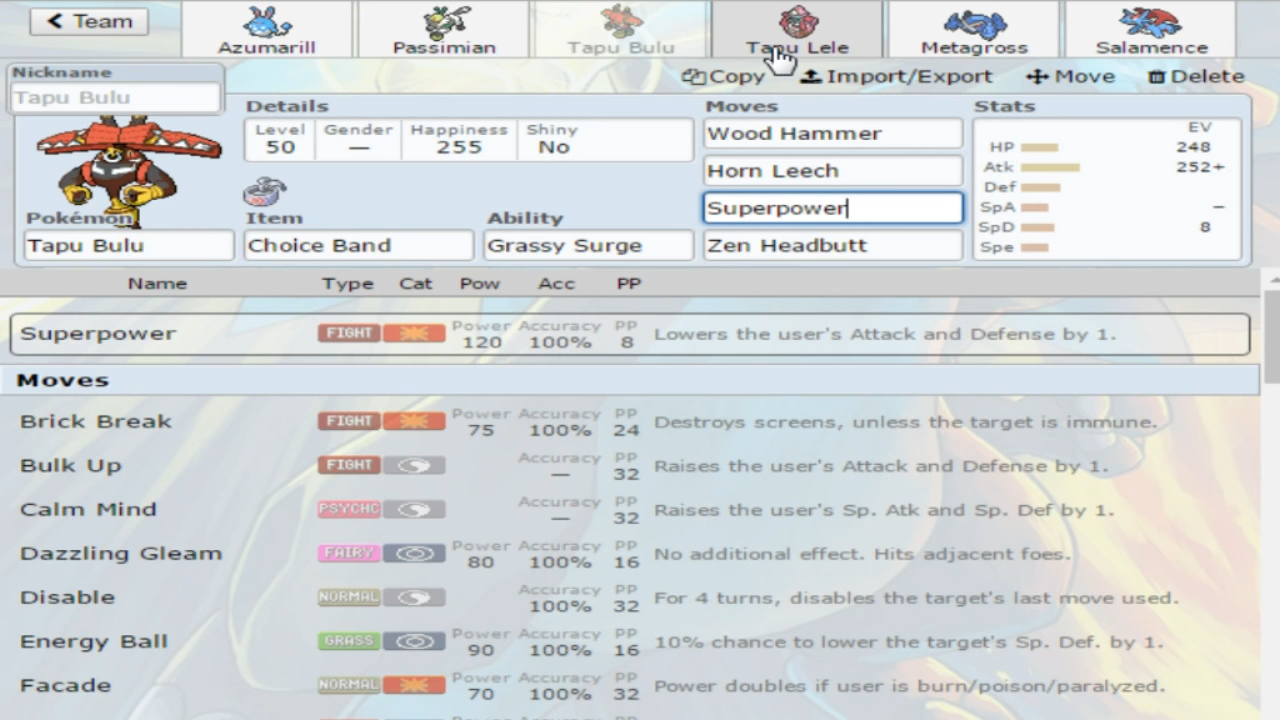 Team
Azumarill
Passimian
Tapu Bulu
Tapu Lele
Metagross
Salamence
Copy Import/Export Move Delete
Nickname
Tapu Bulu
Details
Level Gender Happiness Shiny
50 — 255 No
Pokémon Item Ability
Tapu Bulu Choice Band Grassy Surge
Moves
Wood Hammer
Horn Leech
Superpower
Zen Headbutt
Stats
EV
HP 248
Atk 252+
Def
SpA –
SpD 8
Spe
Name Type Cat Pow Acc PP
Superpower FIGHT Power 120 Accuracy 100% PP 8 Lowers the user's Attack and Defense by 1.
Moves
Brick Break FIGHT Power 75 Accuracy 100% PP 24 Destroys screens, unless the target is immune.
Bulk Up FIGHT Accuracy — PP 32 Raises the user's Attack and Defense by 1.
Calm Mind PSYCHC Accuracy — PP 32 Raises the user's Sp. Atk and Sp. Def by 1.
Dazzling Gleam FAIRY Power 80 Accuracy 100% PP 16 No additional effect. Hits adjacent foes.
Disable NORMAL Accuracy 100% PP 32 For 4 turns, disables the target's last move used.
Energy Ball GRASS Power 90 Accuracy 100% PP 16 10% chance to lower the target's Sp. Def. by 1.
Facade NORMAL Power 70 Accuracy 100% PP 32 Power doubles if user is burn/poison/paralyzed.